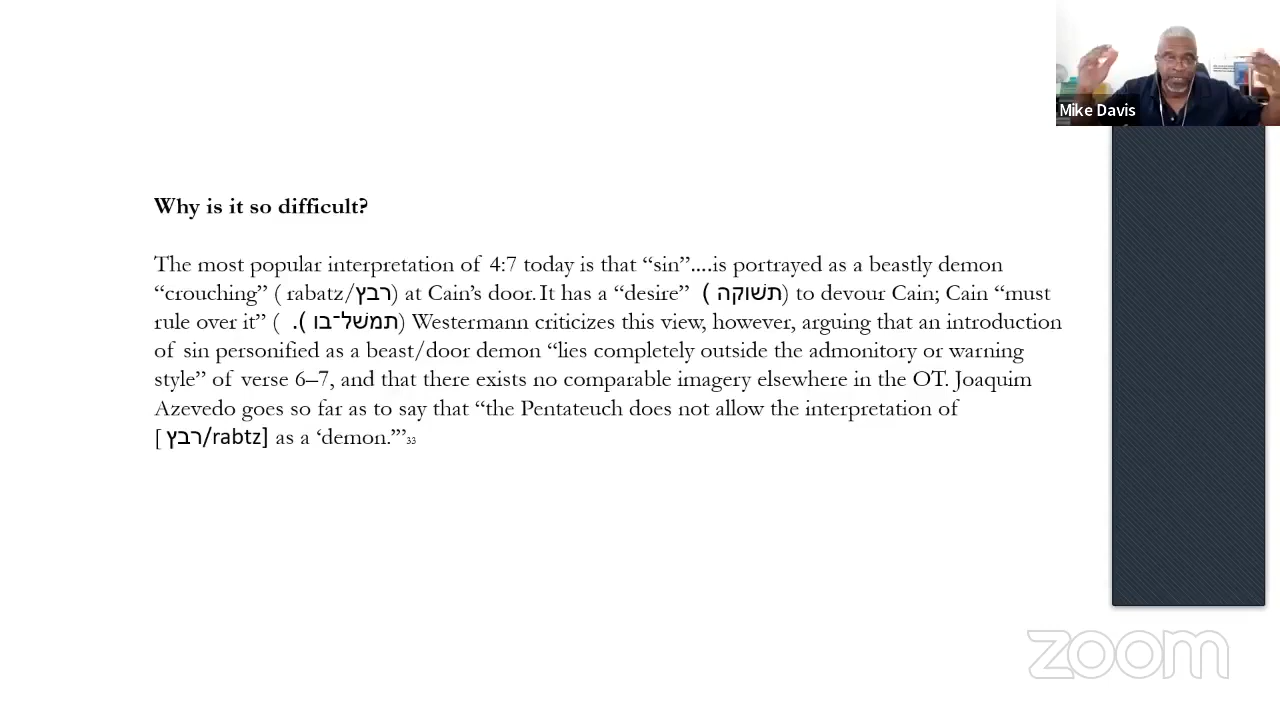 Mike Davis
Why is it so difficult?
The most popular interpretation of 4:7 today is that “sin”....is portrayed as a beastly demon
“crouching” ( rabatz/רבץ) at Cain’s door. It has a “desire” ( תשׁוקה) to devour Cain; Cain “must
rule over it” ( תמשׁל־בו ). Westermann criticizes this view, however, arguing that an introduction
of sin personified as a beast/door demon “lies completely outside the admonitory or warning
style” of verse 6–7, and that there exists no comparable imagery elsewhere in the OT. Joaquim
Azevedo goes so far as to say that “the Pentateuch does not allow the interpretation of
[ רבץ/rabtz] as a ‘demon.”’33
zoom